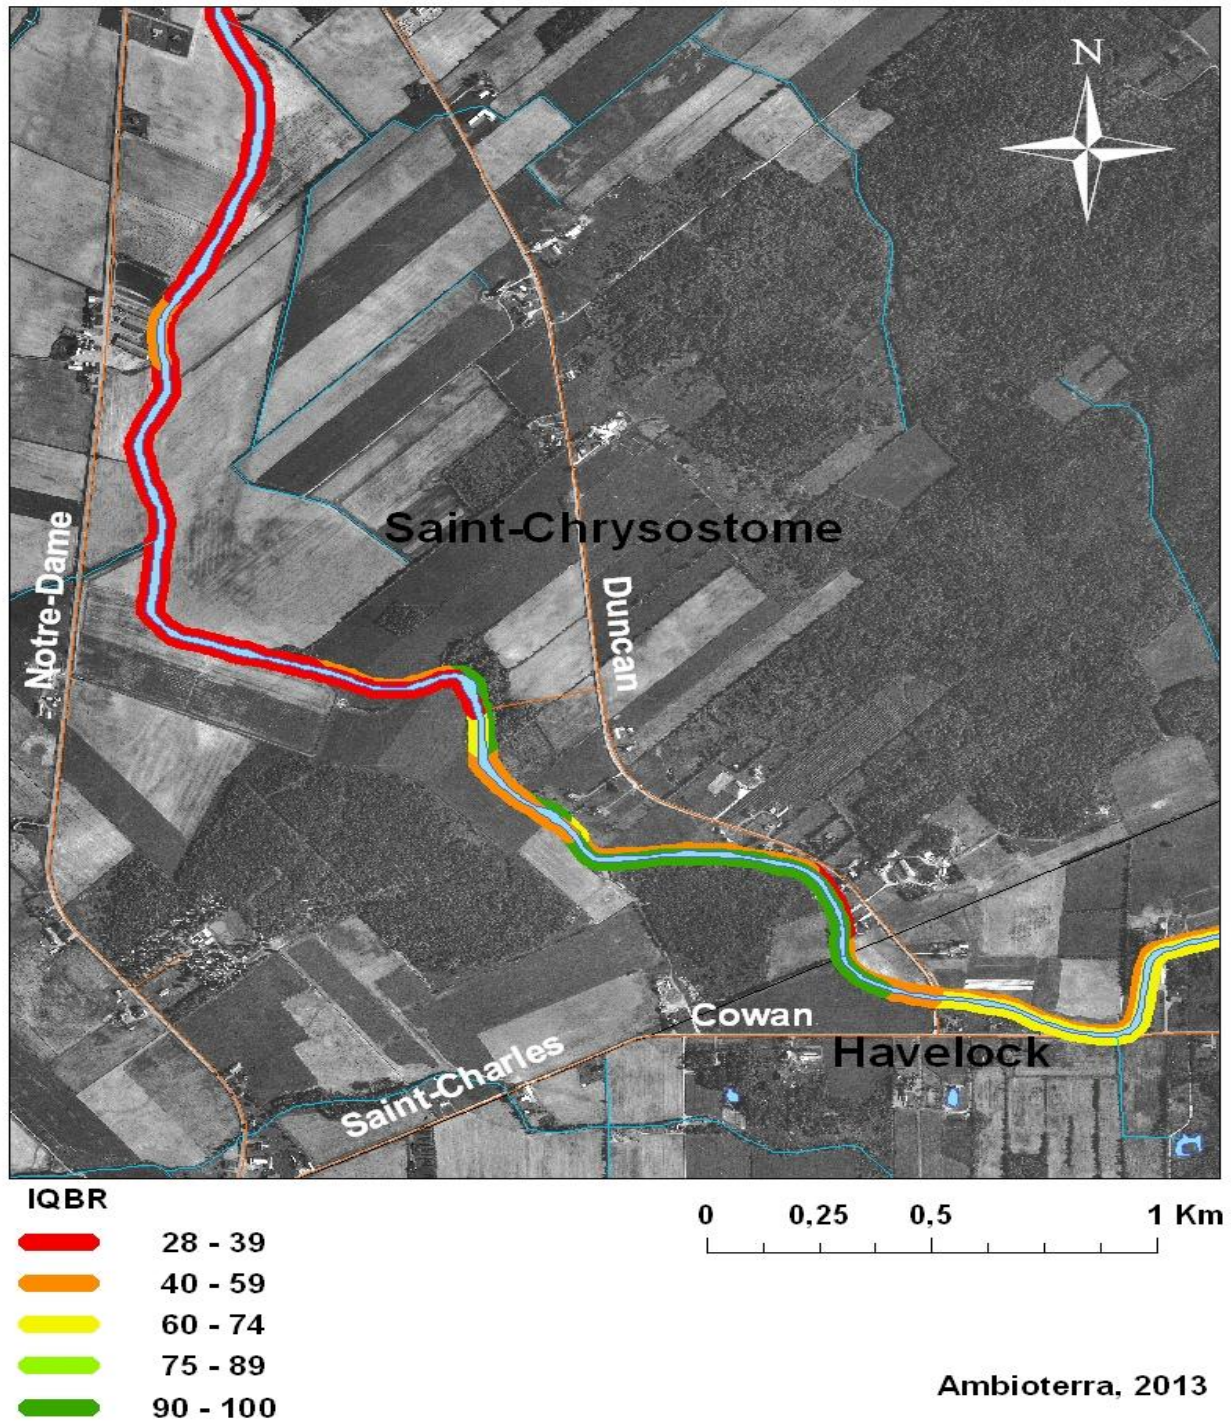 N
Saint-Chrysostome
Notre-Dame
Duncan
Cowan
Havelock
Saint-Charles
IQBR
28 - 39
40 - 59
60 - 74
75 - 89
90 - 100
0 0,25 0,5 1 Km
Ambioterra, 2013